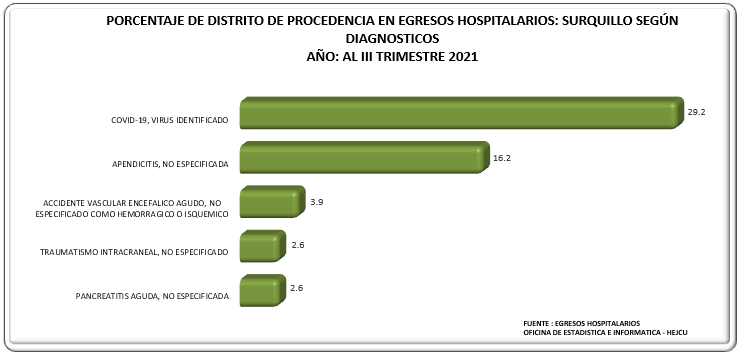 PORCENTAJE DE DISTRITO DE PROCEDENCIA EN EGRESOS HOSPITALARIOS: SURQUILLO SEGÚN
DIAGNOSTICOS
AÑO: AL III TRIMESTRE 2021
COVID-19, VIRUS IDENTIFICADO
29.2
APENDICITIS, NO ESPECIFICADA
16.2
ACCIDENTE VASCULAR ENCEFALICO AGUDO, NO
ESPECIFICADO COMO HEMORRAGICO O ISQUEMICO
3.9
TRAUMATISMO INTRACRANEAL, NO ESPECIFICADO
2.6
PANCREATITIS AGUDA, NO ESPECIFICADA
2.6
FUENTE : EGRESOS HOSPITALARIOS
OFICINA DE ESTADISTICA E INFORMATICA - HEJCU